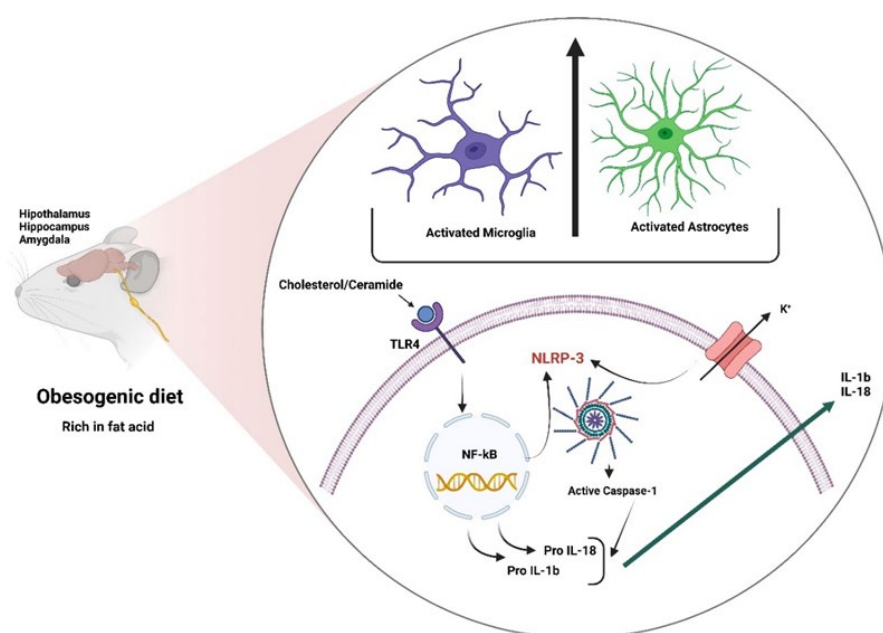 Hipothalamus
Hippocampus
Amygdala
Obesogenic diet
Rich in fat acid
Activated Microglia
Activated Astrocytes
Cholesterol/Ceramide
TLR4
K+
NLRP-3
IL-1b
IL-18
NF-kB
Active Caspase-1
Pro IL-18
Pro IL-1b